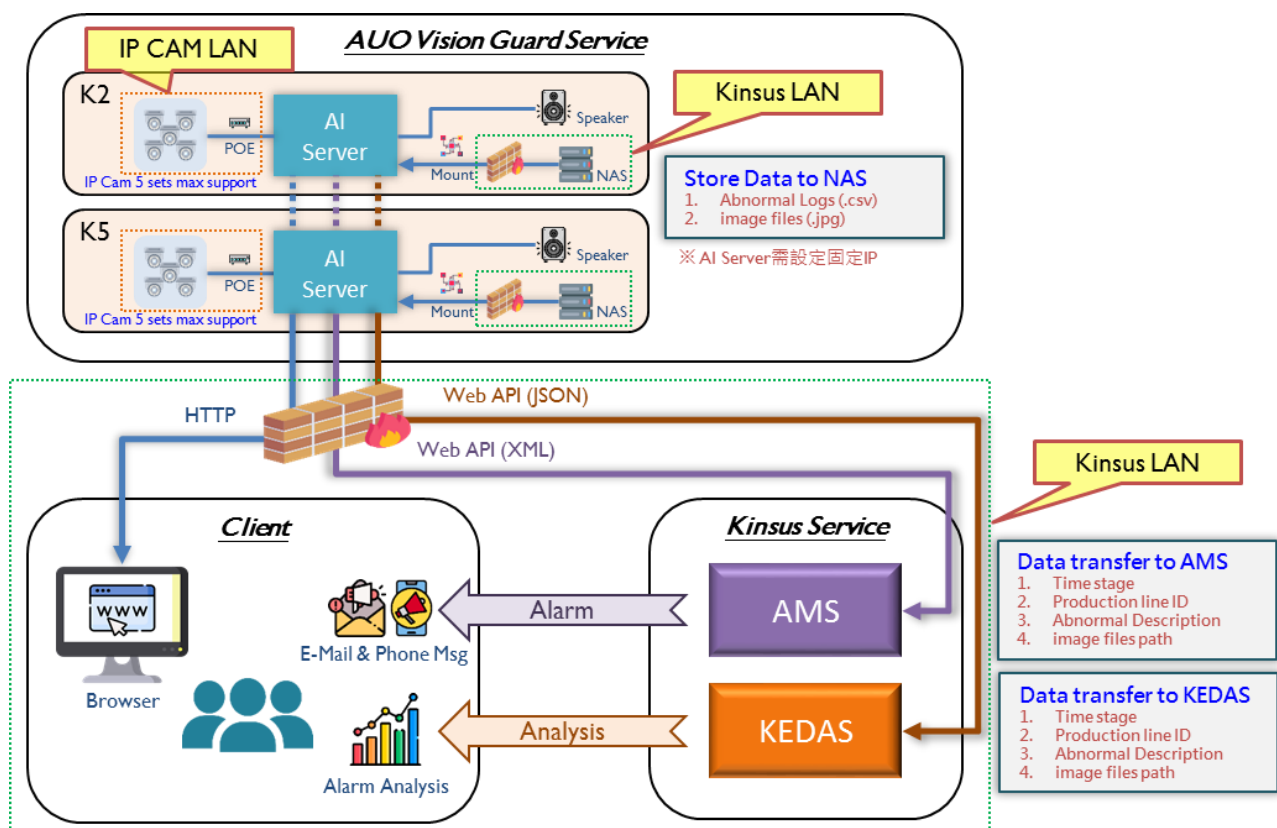 AUO Vision Guard Service
IP CAM LAN
K2
POE
IP Cam 5 sets max support
AI
Server
Speaker
Mount
NAS
Kinsus LAN
Store Data to NAS
1. Abnormal Logs (.csv)
2. image files (.jpg)
※ AI Server需設定固定IP
K5
POE
IP Cam 5 sets max support
AI
Server
Speaker
Mount
NAS
HTTP
Web API (JSON)
Web API (XML)
Kinsus LAN
Client
WWW
Browser
E-Mail & Phone Msg
Alarm Analysis
Alarm
Analysis
Kinsus Service
AMS
KEDAS
Data transfer to AMS
1. Time stage
2. Production line ID
3. Abnormal Description
4. image files path
Data transfer to KEDAS
1. Time stage
2. Production line ID
3. Abnormal Description
4. image files path